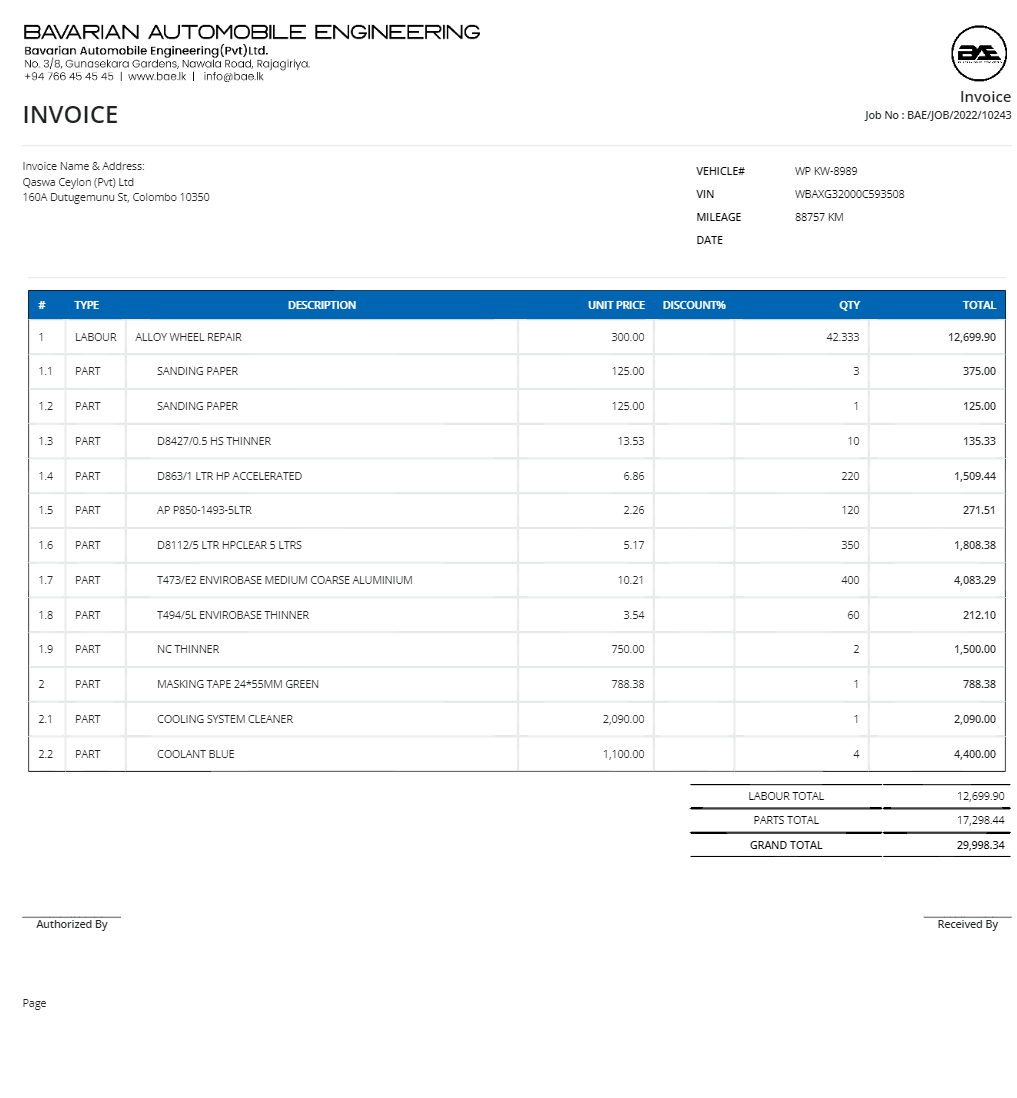 BAVARIAN AUTOMOBILE ENGINEERING
Bavarian Automobile Engineering(Pvt)Ltd.
No. 3/8, Gunasekara Gardens, Nawala Road, Rajagiriya.
+94 766 45 45 45 | www.bae.lk | info@bae.lk
BAE
Invoice
INVOICE
Job No : BAE/JOB/2022/10243
Invoice Name & Address:
Qaswa Ceylon (Pvt) Ltd
160A Dutugemunu St, Colombo 10350
VEHICLE# WP KW-8989
VIN WBAXG32000C593508
MILEAGE 88757 KM
DATE
# TYPE DESCRIPTION UNIT PRICE DISCOUNT% QTY TOTAL
1 LABOUR ALLOY WHEEL REPAIR 300.00 42.333 12,699.90
1.1 PART SANDING PAPER 125.00 3 375.00
1.2 PART SANDING PAPER 125.00 1 125.00
1.3 PART D8427/0.5 HS THINNER 13.53 10 135.33
1.4 PART D863/1 LTR HP ACCELERATED 6.86 220 1,509.44
1.5 PART AP P850-1493-5LTR 2.26 120 271.51
1.6 PART D8112/5 LTR HPCLEAR 5 LTRS 5.17 350 1,808.38
1.7 PART T473/E2 ENVIROBASE MEDIUM COARSE ALUMINIUM 10.21 400 4,083.29
1.8 PART T494/5L ENVIROBASE THINNER 3.54 60 212.10
1.9 PART NC THINNER 750.00 2 1,500.00
2 PART MASKING TAPE 24*55MM GREEN 788.38 1 788.38
2.1 PART COOLING SYSTEM CLEANER 2,090.00 1 2,090.00
2.2 PART COOLANT BLUE 1,100.00 4 4,400.00
LABOUR TOTAL 12,699.90
PARTS TOTAL 17,298.44
GRAND TOTAL 29,998.34
Authorized By
Received By
Page